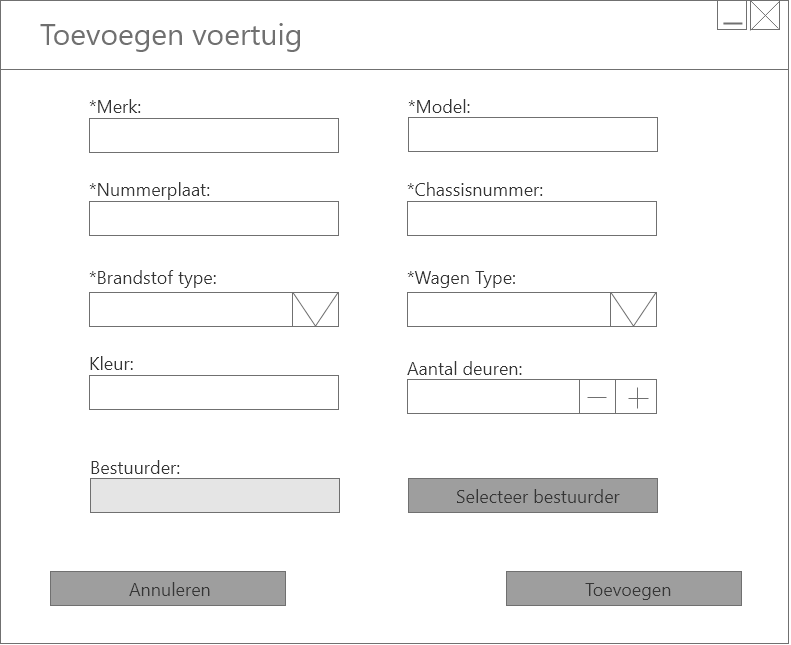 Toevoegen voertuig
*Merk:
*Model:
*Nummerplaat:
*Chassisnummer:
*Brandstof type:
*Wagen Type:
Kleur:
Aantal deuren:
Bestuurder:
Selecteer bestuurder
Annuleren
Toevoegen